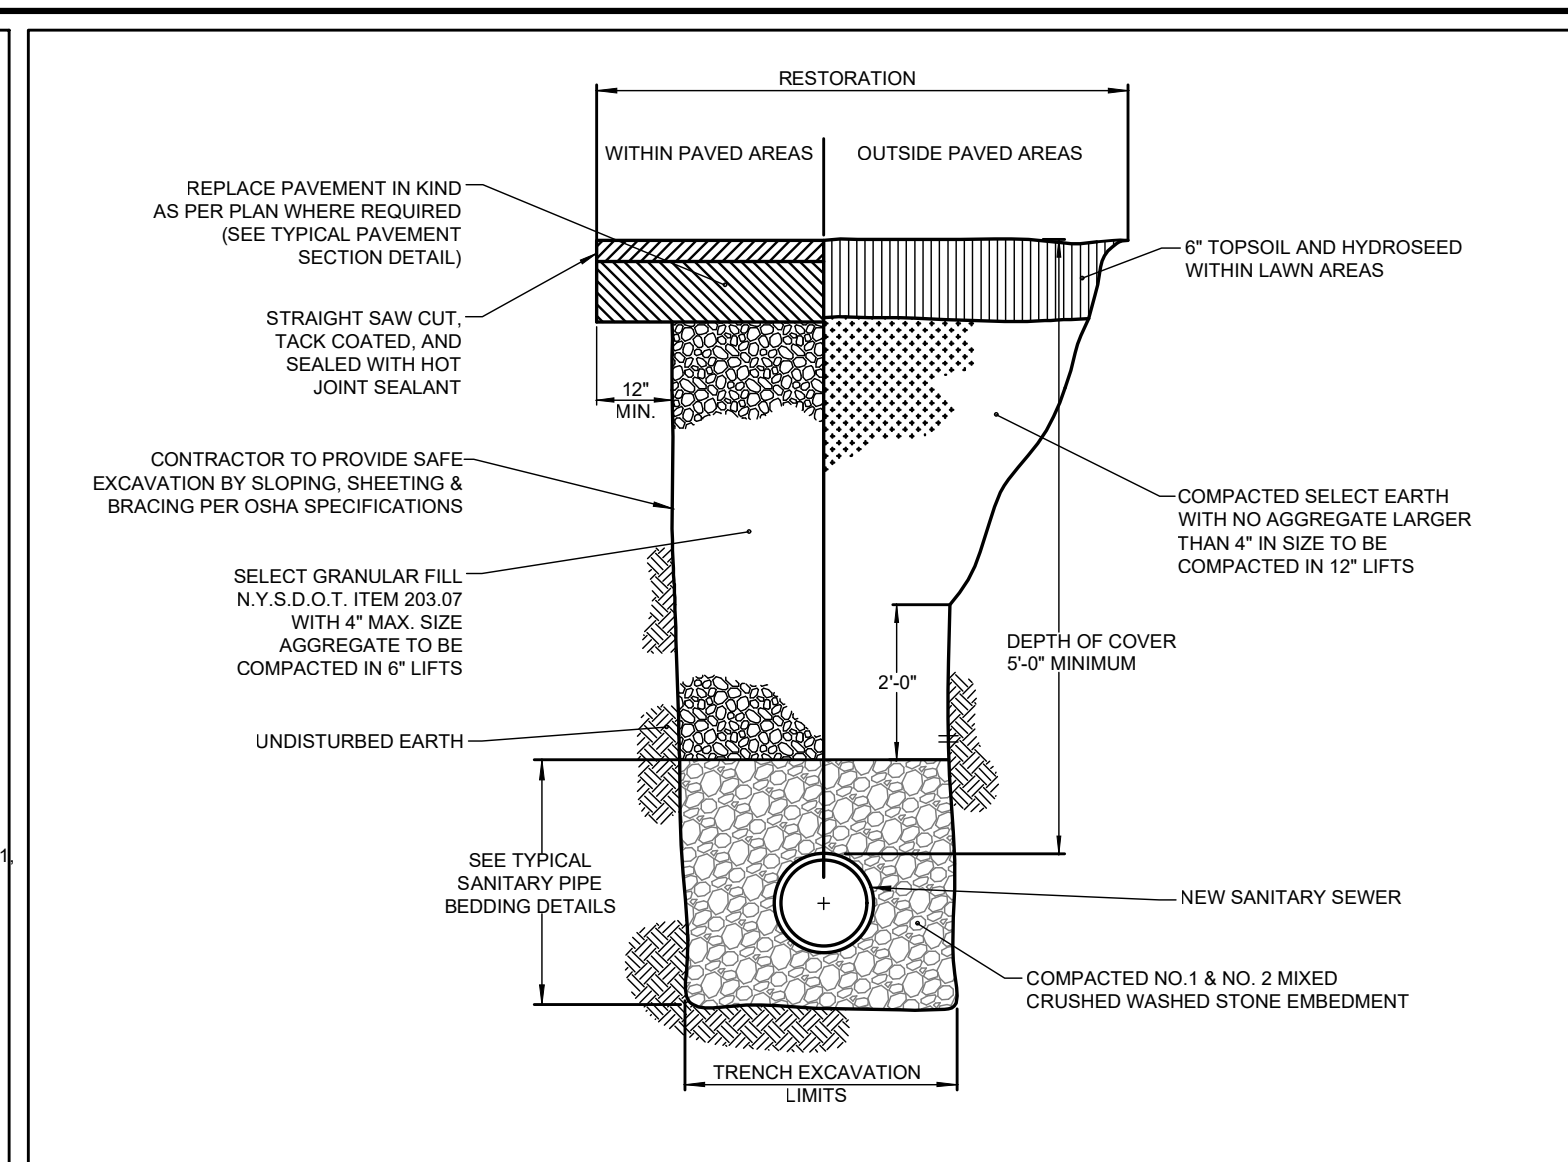 RESTORATION
WITHIN PAVED AREAS
OUTSIDE PAVED AREAS
REPLACE PAVEMENT IN KIND
AS PER PLAN WHERE REQUIRED
(SEE TYPICAL PAVEMENT
SECTION DETAIL)
6" TOPSOIL AND HYDROSEED
WITHIN LAWN AREAS
STRAIGHT SAW CUT,
TACK COATED, AND
SEALED WITH HOT
JOINT SEALANT
12"
MIN.
CONTRACTOR TO PROVIDE SAFE
EXCAVATION BY SLOPING, SHEETING &
BRACING PER OSHA SPECIFICATIONS
COMPACTED SELECT EARTH
WITH NO AGGREGATE LARGER
THAN 4" IN SIZE TO BE
COMPACTED IN 12" LIFTS
SELECT GRANULAR FILL
N.Y.S.D.O.T. ITEM 203.07
WITH 4" MAX. SIZE
AGGREGATE TO BE
COMPACTED IN 6" LIFTS
DEPTH OF COVER
5'-0" MINIMUM
2'-0"
UNDISTURBED EARTH
1,
SEE TYPICAL
SANITARY PIPE
BEDDING DETAILS
NEW SANITARY SEWER
COMPACTED NO.1 & NO. 2 MIXED
CRUSHED WASHED STONE EMBEDMENT
TRENCH EXCAVATION
LIMITS